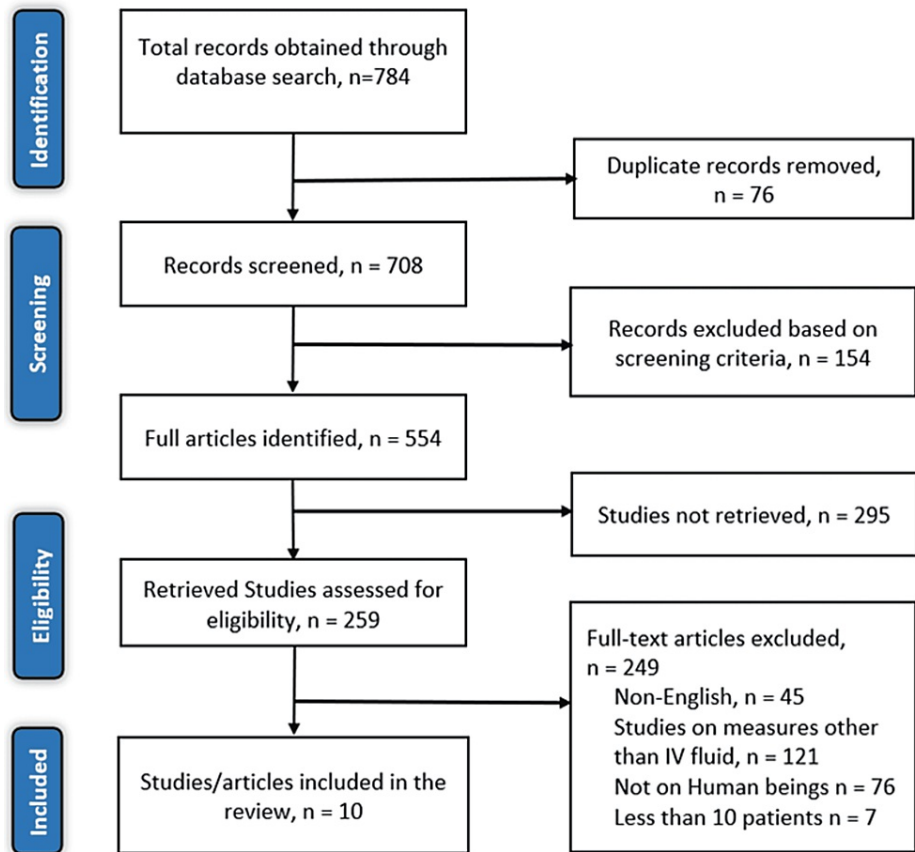 Identification
Total records obtained through
database search, n=784
Duplicate records removed,
n = 76
Screening
Records screened, n = 708
Records excluded based on
screening criteria, n = 154
Full articles identified, n = 554
Studies not retrieved, n = 295
Eligibility
Retrieved Studies assessed for
eligibility, n = 259
Full-text articles excluded,
n = 249
Non-English, n = 45
Studies on measures other
than IV fluid, n = 121
Not on Human beings n = 76
Less than 10 patients n = 7
Included
Studies/articles included in the
review, n = 10